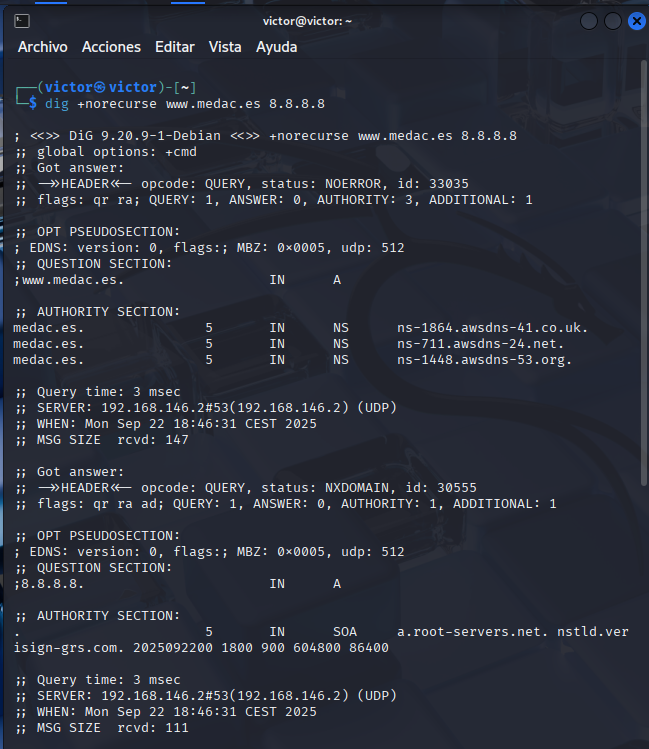 victor@victor: ~
Archivo Acciones Editar Vista Ayuda
┌──(victor㉿victor)-[~]
└─$ dig +norecurse www.medac.es 8.8.8.8
; <<>> DiG 9.20.9-1-Debian <<>> +norecurse www.medac.es 8.8.8.8
;; global options: +cmd
;; Got answer:
;; ->>HEADER<<- opcode: QUERY, status: NOERROR, id: 33035
;; flags: qr ra; QUERY: 1, ANSWER: 0, AUTHORITY: 3, ADDITIONAL: 1
;; OPT PSEUDOSECTION:
; EDNS: version: 0, flags:; MBZ: 0x0005, udp: 512
;; QUESTION SECTION:
;www.medac.es. IN A
;; AUTHORITY SECTION:
medac.es. 5 IN NS ns-1864.awsdns-41.co.uk.
medac.es. 5 IN NS ns-711.awsdns-24.net.
medac.es. 5 IN NS ns-1448.awsdns-53.org.
;; Query time: 3 msec
;; SERVER: 192.168.146.2#53(192.168.146.2) (UDP)
;; WHEN: Mon Sep 22 18:46:31 CEST 2025
;; MSG SIZE rcvd: 147
;; Got answer:
;; ->>HEADER<<- opcode: QUERY, status: NXDOMAIN, id: 30555
;; flags: qr ra ad; QUERY: 1, ANSWER: 0, AUTHORITY: 1, ADDITIONAL: 1
;; OPT PSEUDOSECTION:
; EDNS: version: 0, flags:; MBZ: 0x0005, udp: 512
;; QUESTION SECTION:
;8.8.8.8. IN A
;; AUTHORITY SECTION:
. 5 IN SOA a.root-servers.net. nstld.ver
isign-grs.com. 2025092200 1800 900 604800 86400
;; Query time: 3 msec
;; SERVER: 192.168.146.2#53(192.168.146.2) (UDP)
;; WHEN: Mon Sep 22 18:46:31 CEST 2025
;; MSG SIZE rcvd: 111